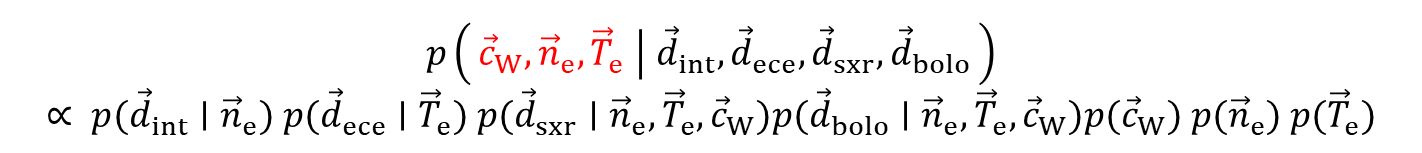 p ( c⃗_W, n⃗_e, T⃗_e | d⃗_int, d⃗_ece, d⃗_sxr, d⃗_bolo )
∝ p(d⃗_int | n⃗_e) p(d⃗_ece | T⃗_e) p(d⃗_sxr | n⃗_e, T⃗_e, c⃗_W)p(d⃗_bolo | n⃗_e, T⃗_e, c⃗_W)p(c⃗_W) p(n⃗_e) p(T⃗_e)